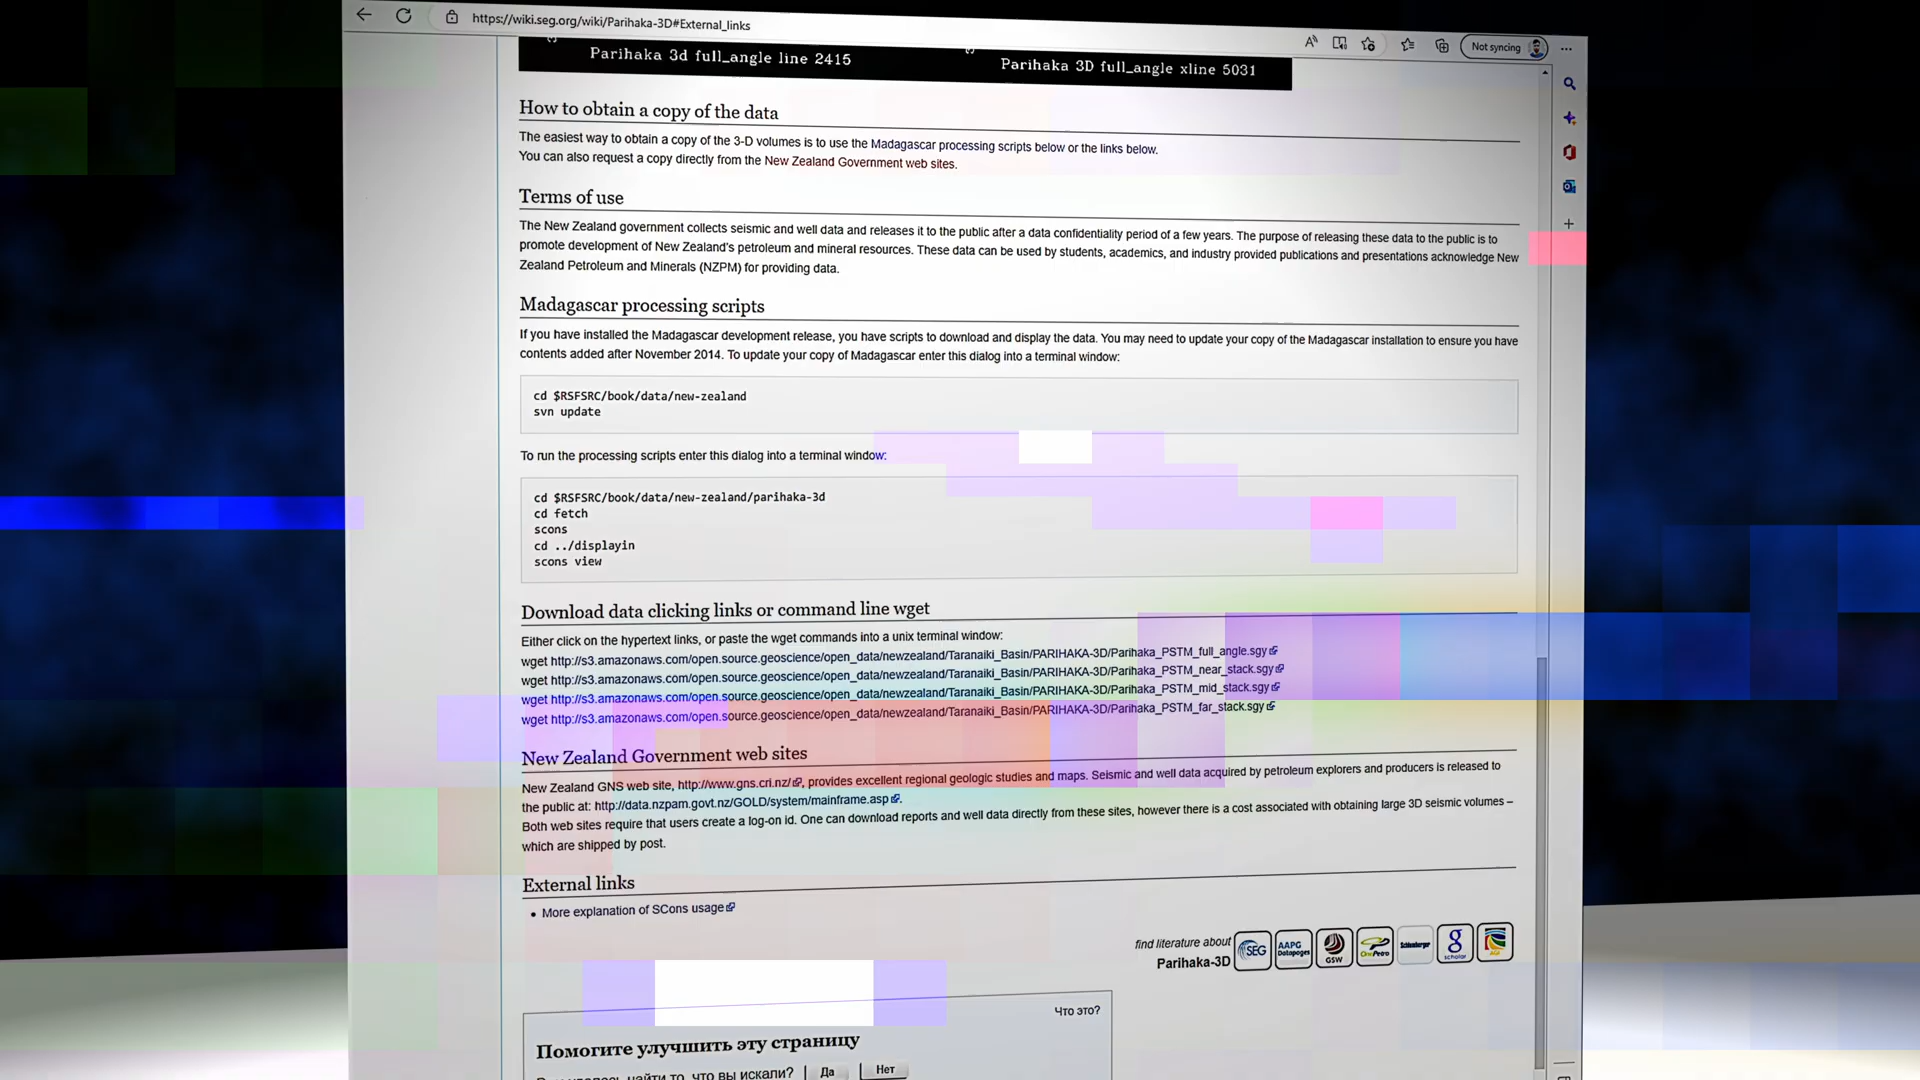 https://wiki.seg.org/wiki/Parihaka-3D#External_links
Not syncing
Parihaka 3d full_angle line 2415
Parihaka 3D full_angle xline 5031
How to obtain a copy of the data
The easiest way to obtain a copy of the 3-D volumes is to use the Madagascar processing scripts below or the links below.
You can also request a copy directly from the New Zealand Government web sites.
Terms of use
The New Zealand government collects seismic and well data and releases it to the public after a data confidentiality period of a few years. The purpose of releasing these data to the public is to
promote development of New Zealand's petroleum and mineral resources. These data can be used by students, academics, and industry provided publications and presentations acknowledge New
Zealand Petroleum and Minerals (NZPM) for providing data.
Madagascar processing scripts
If you have installed the Madagascar development release, you have scripts to download and display the data. You may need to update your copy of the Madagascar installation to ensure you have
contents added after November 2014. To update your copy of Madagascar enter this dialog into a terminal window:
cd $RSFSRC/book/data/new-zealand
svn update
To run the processing scripts enter this dialog into a terminal window:
cd $RSFSRC/book/data/new-zealand/parihaka-3d
cd fetch
scons
cd ../displayin
scons view
Download data clicking links or command line wget
Either click on the hypertext links, or paste the wget commands into a unix terminal window:
wget http://s3.amazonaws.com/open.source.geoscience/open_data/newzealand/Taranaiki_Basin/PARIHAKA-3D/Parihaka_PSTM_full_angle.sgy
wget http://s3.amazonaws.com/open.source.geoscience/open_data/newzealand/Taranaiki_Basin/PARIHAKA-3D/Parihaka_PSTM_near_stack.sgy
wget http://s3.amazonaws.com/open.source.geoscience/open_data/newzealand/Taranaiki_Basin/PARIHAKA-3D/Parihaka_PSTM_mid_stack.sgy
wget http://s3.amazonaws.com/open.source.geoscience/open_data/newzealand/Taranaiki_Basin/PARIHAKA-3D/Parihaka_PSTM_far_stack.sgy
New Zealand Government web sites
New Zealand GNS web site, http://www.gns.cri.nz/, provides excellent regional geologic studies and maps. Seismic and well data acquired by petroleum explorers and producers is released to
the public at: http://data.nzpam.govt.nz/GOLD/system/mainframe.asp.
Both web sites require that users create a log-on id. One can download reports and well data directly from these sites, however there is a cost associated with obtaining large 3D seismic volumes –
which are shipped by post.
External links
• More explanation of SCons usage
find literature about
Parihaka-3D
SEG
AAPG Datapages
GSW
OnePetro
Schlumberger
g scholar
AGE
Что это?
Помогите улучшить эту страницу
найти то, что вы искали?
Да
Нет